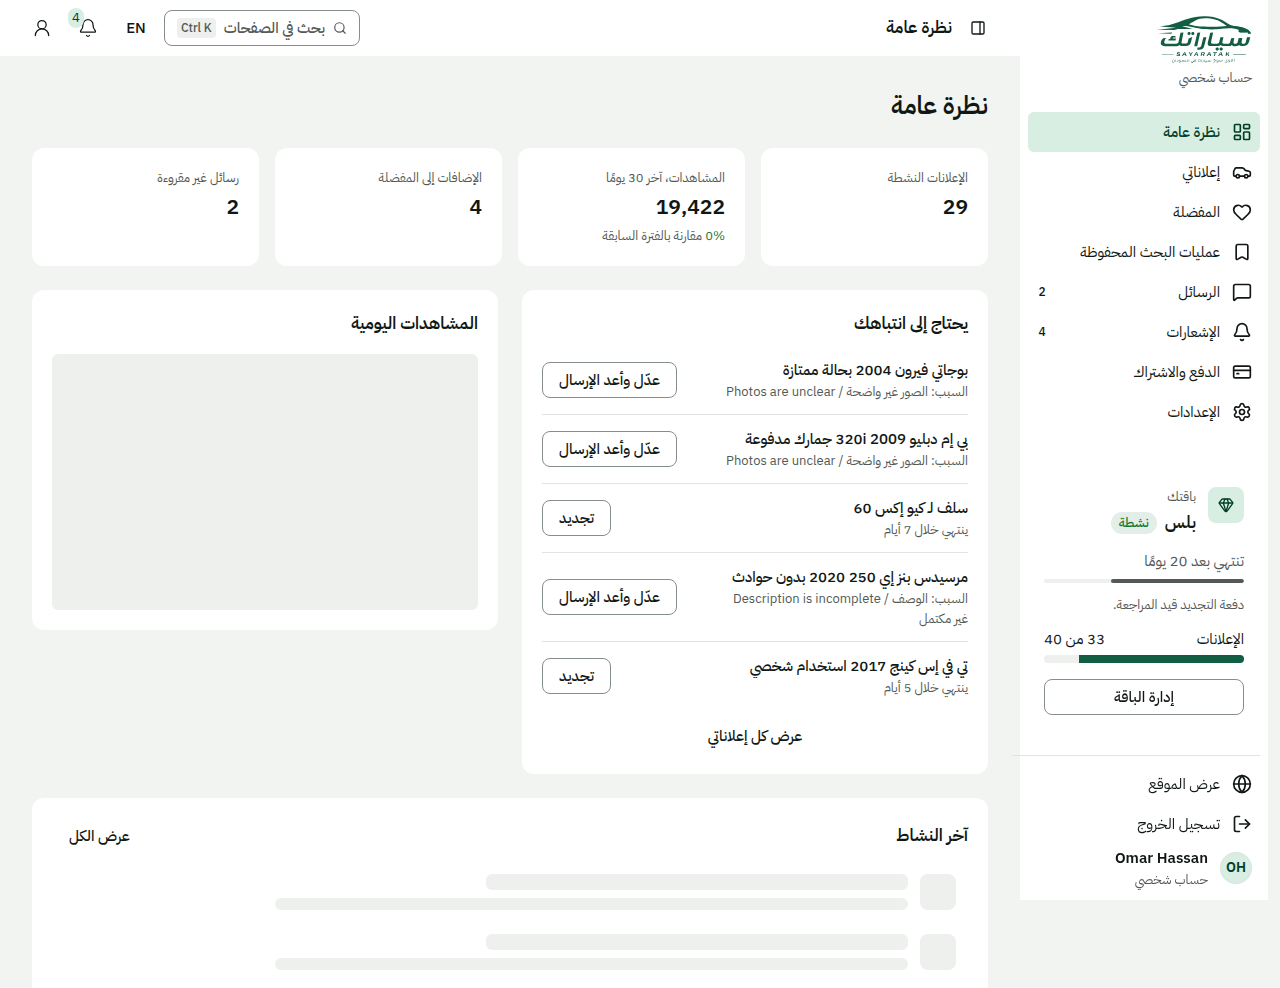 سياراتك
SAYARATAK
حساب شخصي
نظرة عامة
إعلاناتي
المفضلة
عمليات البحث المحفوظة
الرسائل 2
الإشعارات 4
الدفع والاشتراك
الإعدادات
باقتك
بلس نشطة
تنتهي بعد 20 يومًا
دفعة التجديد قيد المراجعة.
الإعلانات 33 من 40
إدارة الباقة
عرض الموقع
تسجيل الخروج
OH Omar Hassan
حساب شخصي
نظرة عامة
بحث في الصفحات Ctrl K
EN
4
نظرة عامة
الإعلانات النشطة
29
المشاهدات، آخر 30 يومًا
19,422
0% مقارنة بالفترة السابقة
الإضافات إلى المفضلة
4
رسائل غير مقروءة
2
يحتاج إلى انتباهك
بوجاتي فيرون 2004 بحالة ممتازة
السبب: الصور غير واضحة / Photos are unclear
عدّل وأعد الإرسال
بي إم دبليو 320i 2009 جمارك مدفوعة
السبب: الصور غير واضحة / Photos are unclear
عدّل وأعد الإرسال
سلف لـ كيو إكس 60
ينتهي خلال 7 أيام
تجديد
مرسيدس بنز إي 250 2020 بدون حوادث
السبب: الوصف / Description is incomplete
غير مكتمل
عدّل وأعد الإرسال
تي في إس كينج 2017 استخدام شخصي
ينتهي خلال 5 أيام
تجديد
عرض كل إعلاناتي
المشاهدات اليومية
آخر النشاط
عرض الكل